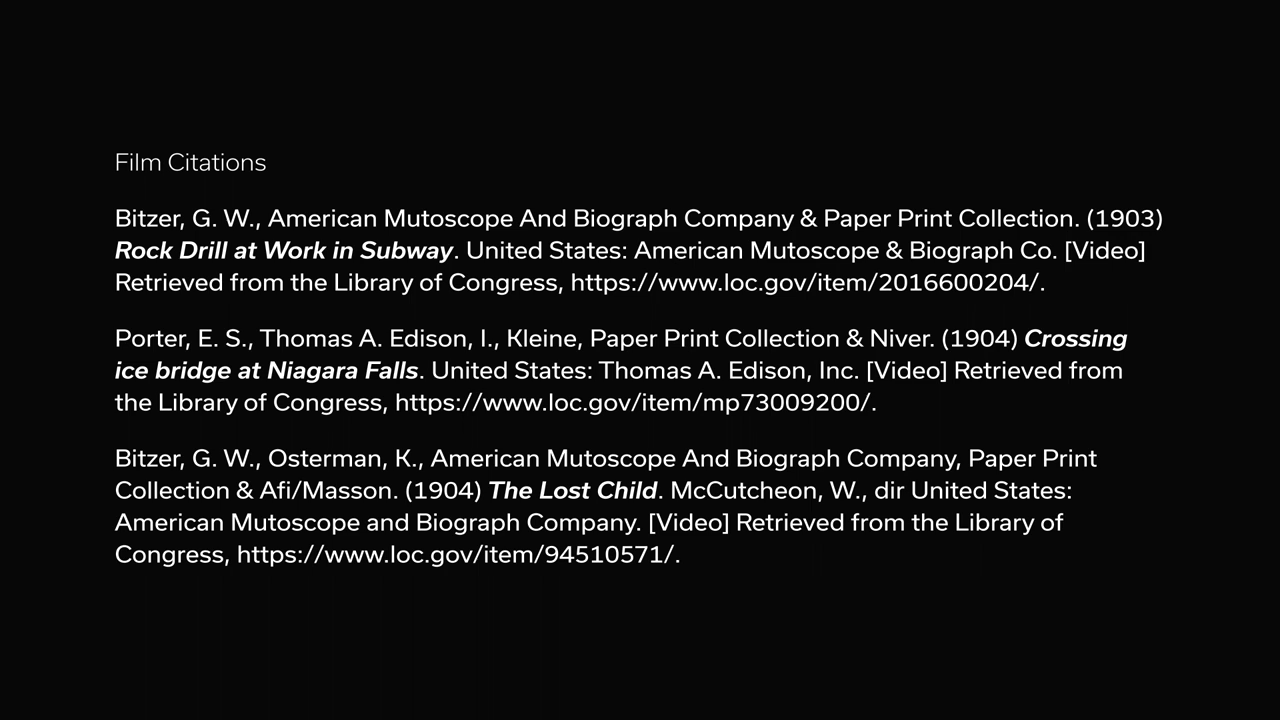 Film Citations
Bitzer, G. W., American Mutoscope And Biograph Company & Paper Print Collection. (1903)
Rock Drill at Work in Subway. United States: American Mutoscope & Biograph Co. [Video]
Retrieved from the Library of Congress, https://www.loc.gov/item/2016600204/.
Porter, E. S., Thomas A. Edison, I., Kleine, Paper Print Collection & Niver. (1904) Crossing
ice bridge at Niagara Falls. United States: Thomas A. Edison, Inc. [Video] Retrieved from
the Library of Congress, https://www.loc.gov/item/mp73009200/.
Bitzer, G. W., Osterman, K., American Mutoscope And Biograph Company, Paper Print
Collection & Afi/Masson. (1904) The Lost Child. McCutcheon, W., dir United States:
American Mutoscope and Biograph Company. [Video] Retrieved from the Library of
Congress, https://www.loc.gov/item/94510571/.